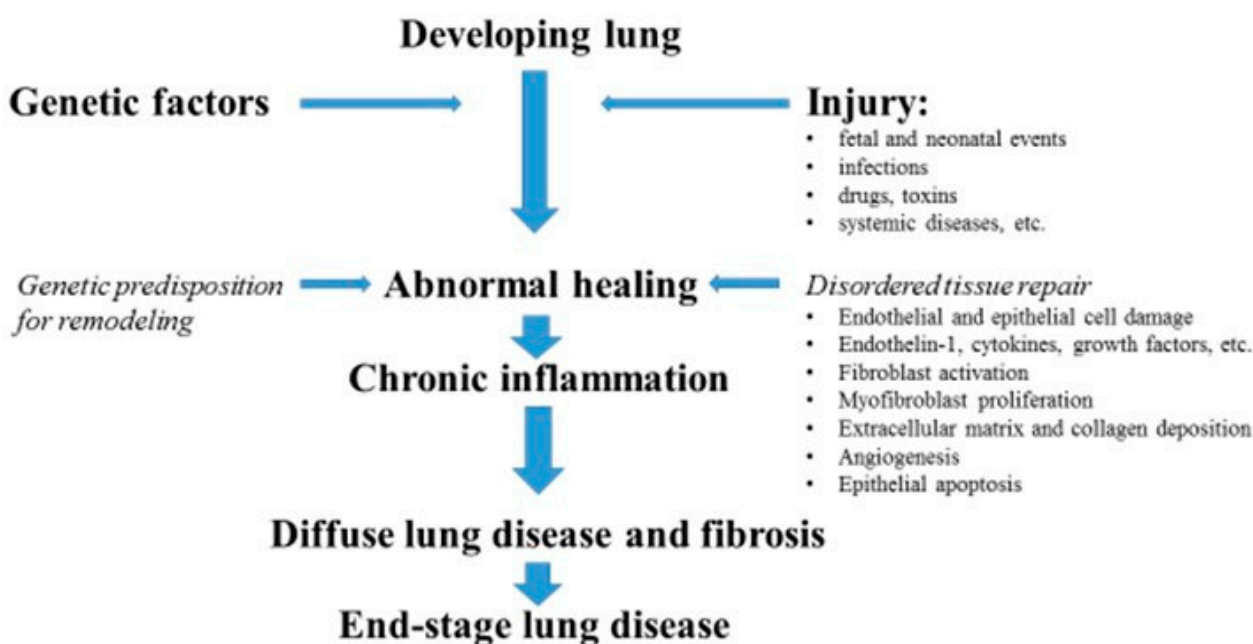 Developing lung
Genetic factors
Injury:
• fetal and neonatal events
• infections
• drugs, toxins
• systemic diseases, etc.
Genetic predisposition
for remodeling
Abnormal healing
Disordered tissue repair
• Endothelial and epithelial cell damage
• Endothelin-1, cytokines, growth factors, etc.
• Fibroblast activation
• Myofibroblast proliferation
• Extracellular matrix and collagen deposition
• Angiogenesis
• Epithelial apoptosis
Chronic inflammation
Diffuse lung disease and fibrosis
End-stage lung disease